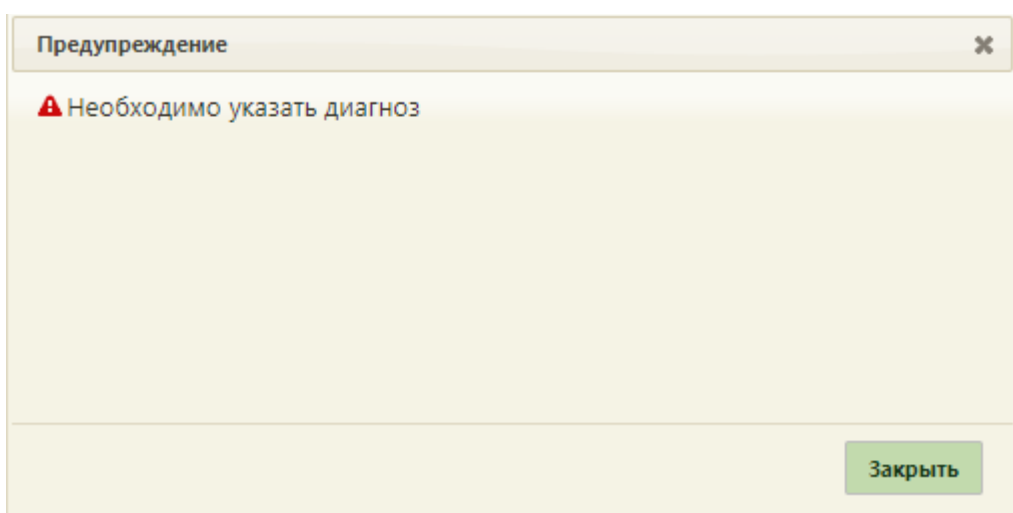 Предупреждение
Необходимо указать диагноз
Закрыть